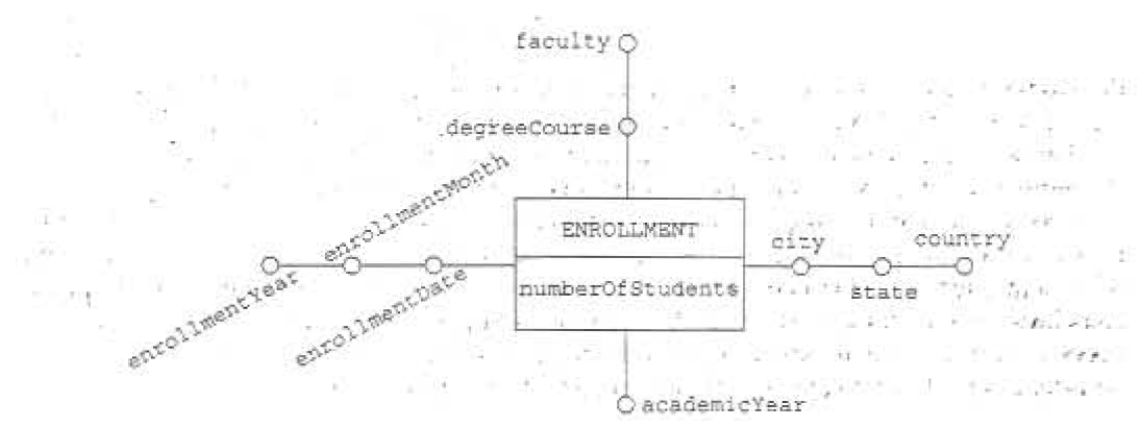 faculty
degreeCourse
enrollmentMonth
ENROLLMENT
city
country
enrollmentYear
enrollmentDate
numberOfStudents
state
academicYear